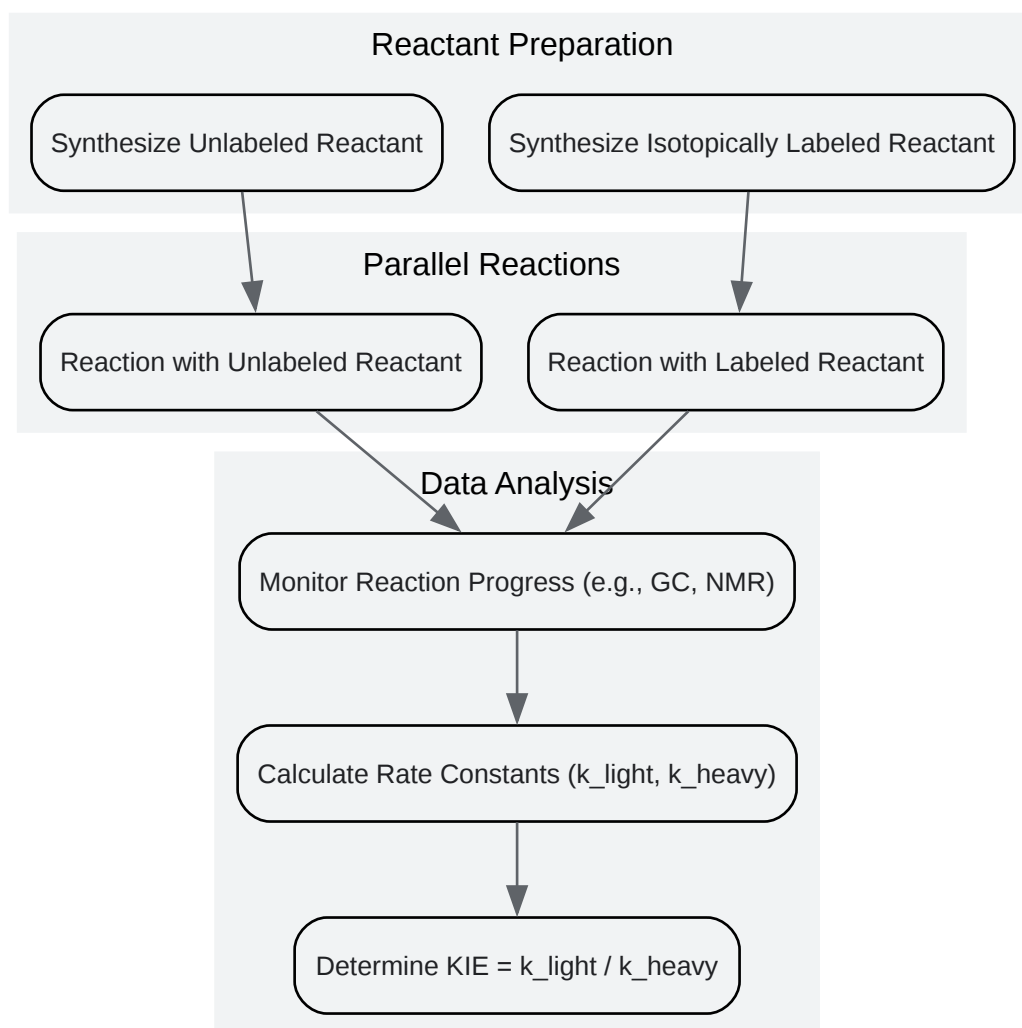 Reactant Preparation
Synthesize Unlabeled Reactant
Synthesize Isotopically Labeled Reactant
Parallel Reactions
Reaction with Unlabeled Reactant
Reaction with Labeled Reactant
Data Analysis
Monitor Reaction Progress (e.g., GC, NMR)
Calculate Rate Constants (k_light, k_heavy)
Determine KIE = k_light / k_heavy